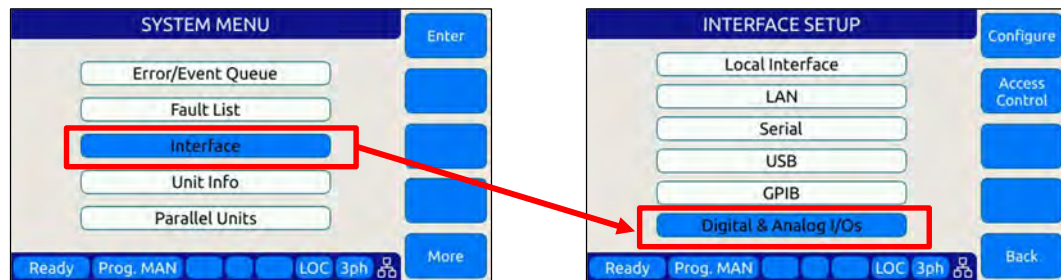 SYSTEM MENU
Enter
Error/Event Queue
Fault List
Interface
Unit Info
Parallel Units
More
Ready Prog. MAN LOC 3ph
INTERFACE SETUP
Configure
Local Interface
Access
Control
LAN
Serial
USB
GPIB
Digital & Analog I/Os
Back
Ready Prog. MAN LOC 3ph